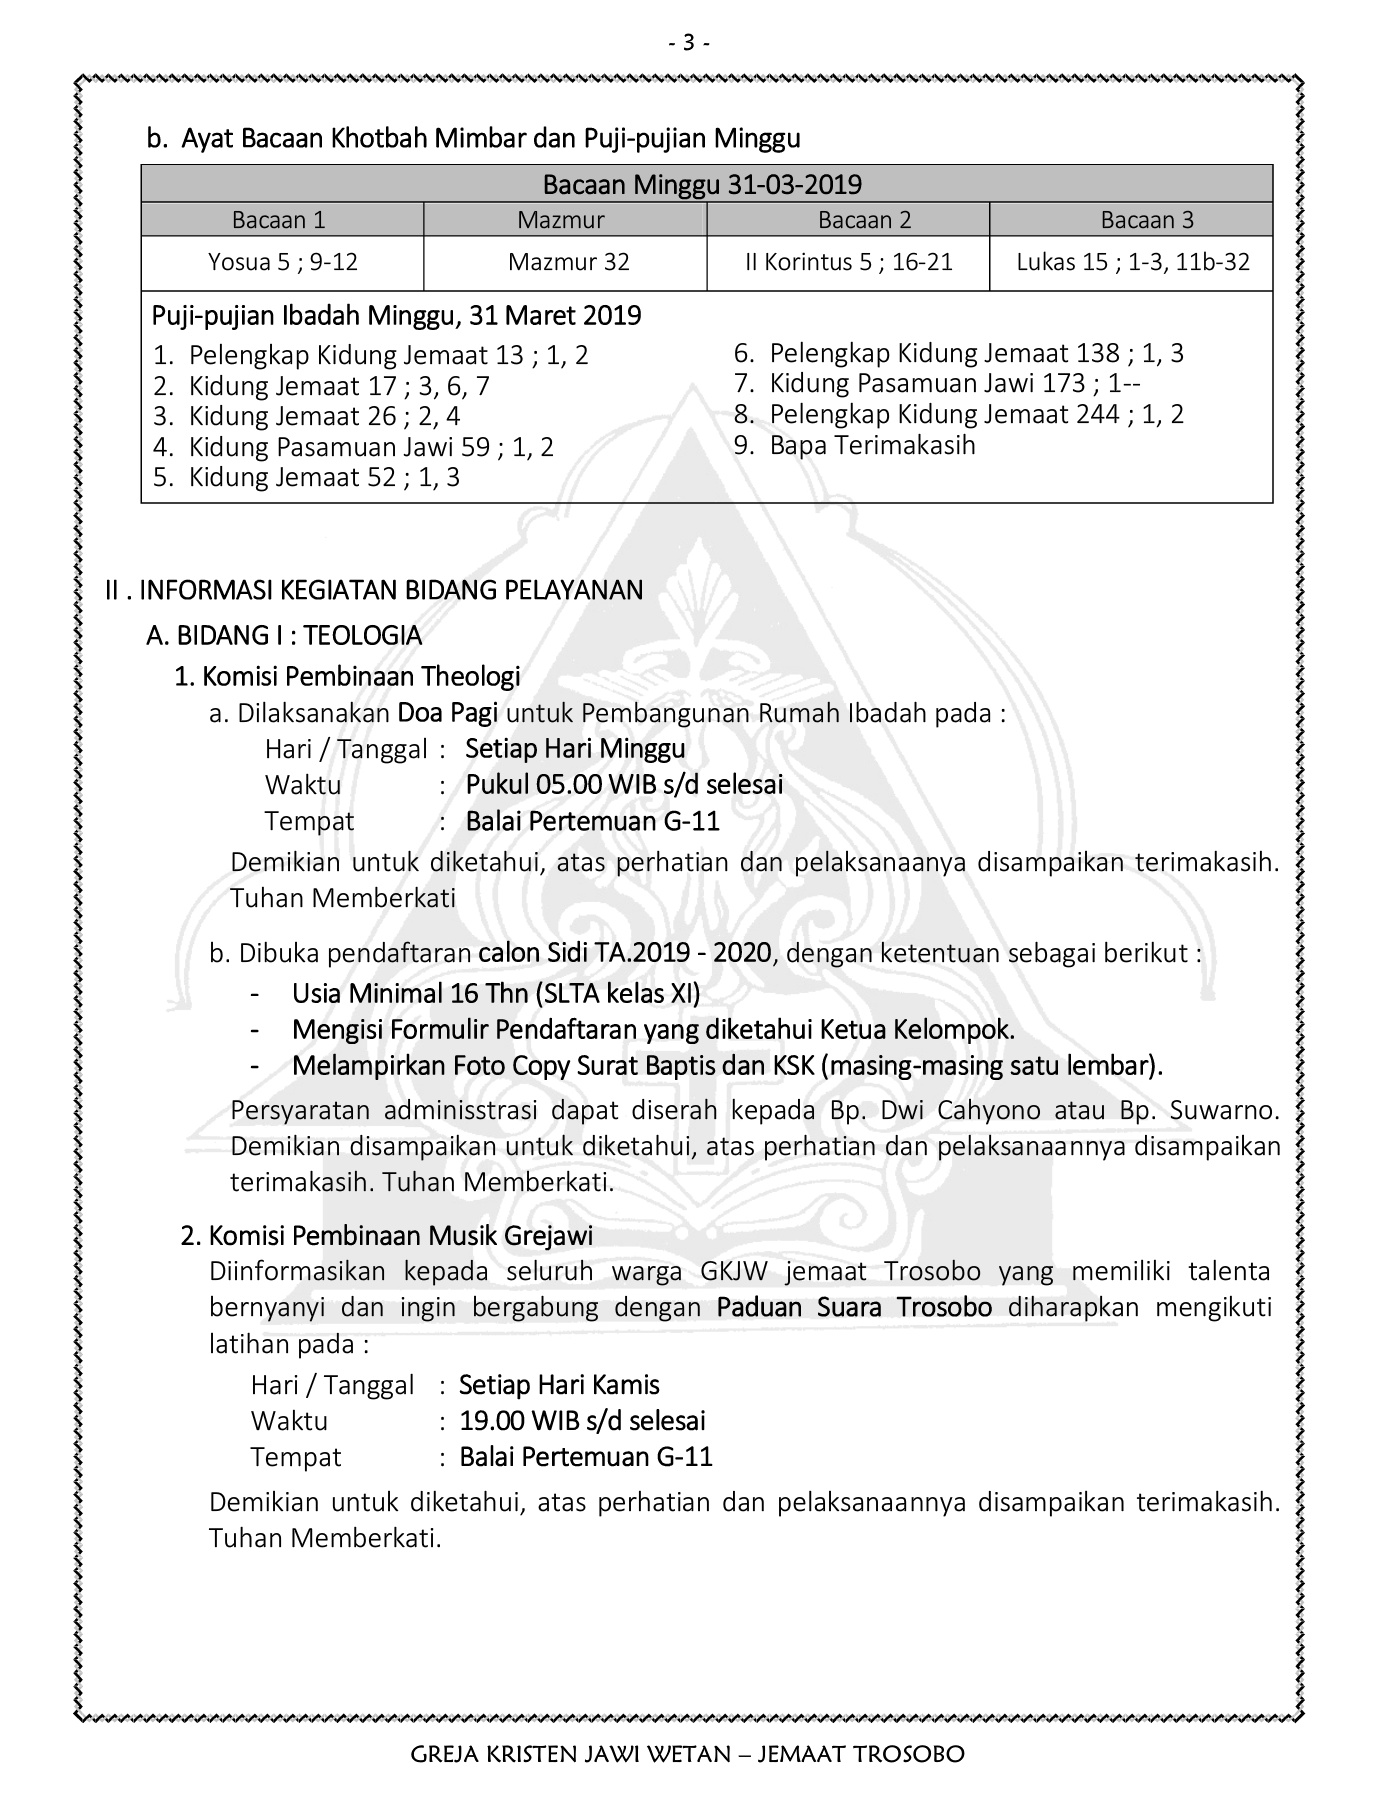 - 3 -
b. Ayat Bacaan Khotbah Mimbar dan Puji-pujian Minggu
Bacaan Minggu 31-03-2019
Bacaan 1 Mazmur Bacaan 2 Bacaan 3
Yosua 5 ; 9-12 Mazmur 32 II Korintus 5 ; 16-21 Lukas 15 ; 1-3, 11b-32
Puji-pujian Ibadah Minggu, 31 Maret 2019
1. Pelengkap Kidung Jemaat 13 ; 1, 2
2. Kidung Jemaat 17 ; 3, 6, 7
3. Kidung Jemaat 26 ; 2, 4
4. Kidung Pasamuan Jawi 59 ; 1, 2
5. Kidung Jemaat 52 ; 1, 3
6. Pelengkap Kidung Jemaat 138 ; 1, 3
7. Kidung Pasamuan Jawi 173 ; 1--
8. Pelengkap Kidung Jemaat 244 ; 1, 2
9. Bapa Terimakasih
II . INFORMASI KEGIATAN BIDANG PELAYANAN
A. BIDANG I : TEOLOGIA
1. Komisi Pembinaan Theologi
a. Dilaksanakan Doa Pagi untuk Pembangunan Rumah Ibadah pada :
Hari / Tanggal : Setiap Hari Minggu
Waktu : Pukul 05.00 WIB s/d selesai
Tempat : Balai Pertemuan G-11
Demikian untuk diketahui, atas perhatian dan pelaksanaanya disampaikan terimakasih.
Tuhan Memberkati
b. Dibuka pendaftaran calon Sidi TA.2019 - 2020, dengan ketentuan sebagai berikut :
- Usia Minimal 16 Thn (SLTA kelas XI)
- Mengisi Formulir Pendaftaran yang diketahui Ketua Kelompok.
- Melampirkan Foto Copy Surat Baptis dan KSK (masing-masing satu lembar).
Persyaratan adminisstrasi dapat diserah kepada Bp. Dwi Cahyono atau Bp. Suwarno.
Demikian disampaikan untuk diketahui, atas perhatian dan pelaksanaannya disampaikan
terimakasih. Tuhan Memberkati.
2. Komisi Pembinaan Musik Grejawi
Diinformasikan kepada seluruh warga GKJW jemaat Trosobo yang memiliki talenta
bernyanyi dan ingin bergabung dengan Paduan Suara Trosobo diharapkan mengikuti
latihan pada :
Hari / Tanggal : Setiap Hari Kamis
Waktu : 19.00 WIB s/d selesai
Tempat : Balai Pertemuan G-11
Demikian untuk diketahui, atas perhatian dan pelaksanaannya disampaikan terimakasih.
Tuhan Memberkati.
GREJA KRISTEN JAWI WETAN – JEMAAT TROSOBO